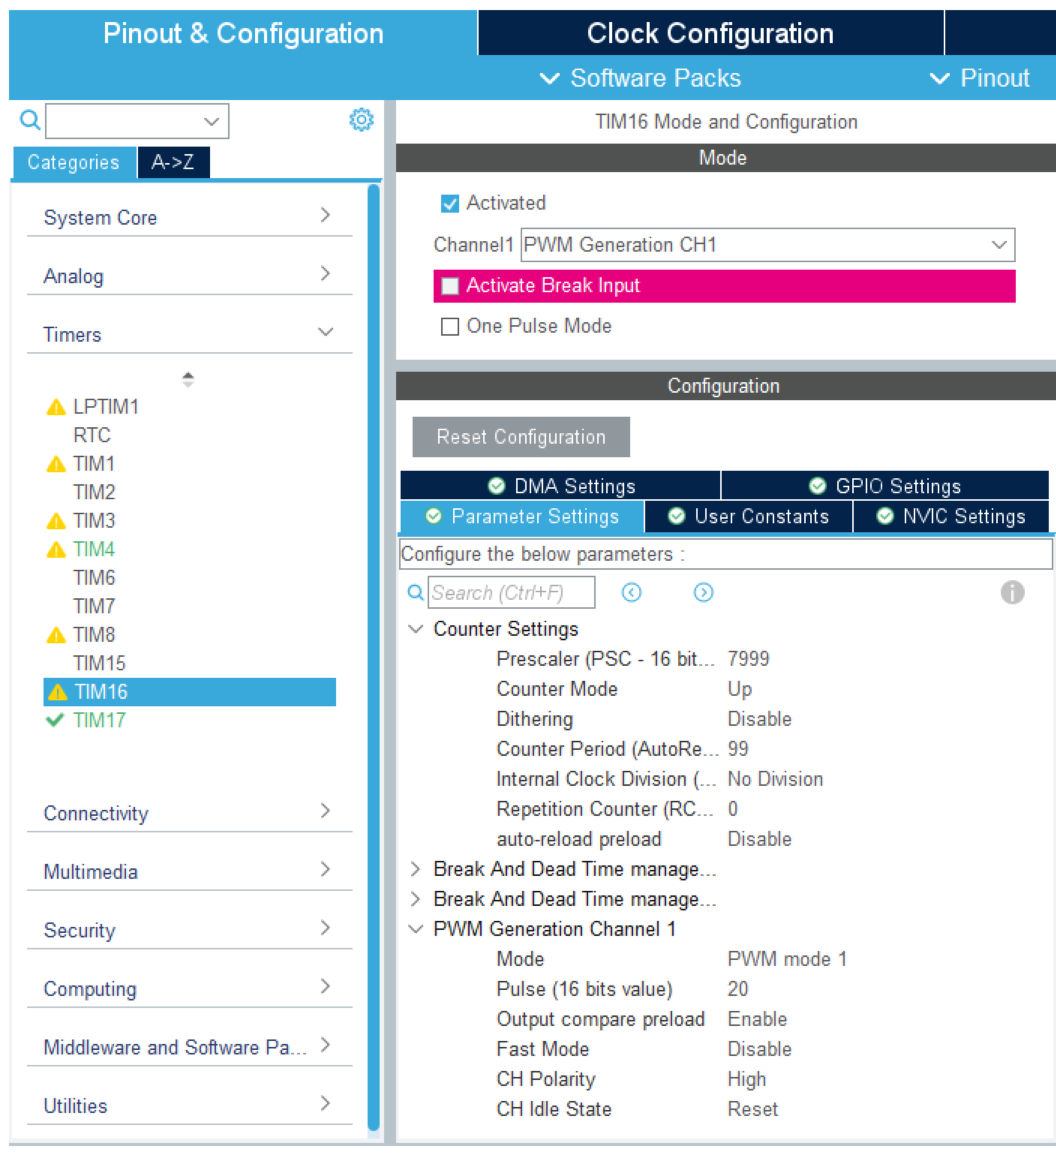 Pinout & Configuration
Clock Configuration
Software Packs
Pinout
Categories
A->Z
System Core
Analog
Timers
LPTIM1
RTC
TIM1
TIM2
TIM3
TIM4
TIM6
TIM7
TIM8
TIM15
TIM16
TIM17
Connectivity
Multimedia
Security
Computing
Middleware and Software Pa...
Utilities
TIM16 Mode and Configuration
Mode
Activated
Channel1 PWM Generation CH1
Activate Break Input
One Pulse Mode
Configuration
Reset Configuration
DMA Settings
GPIO Settings
Parameter Settings
User Constants
NVIC Settings
Configure the below parameters :
Search (Ctrl+F)
Counter Settings
Prescaler (PSC - 16 bit... 7999
Counter Mode Up
Dithering Disable
Counter Period (AutoRe... 99
Internal Clock Division (... No Division
Repetition Counter (RC... 0
auto-reload preload Disable
Break And Dead Time manage...
Break And Dead Time manage...
PWM Generation Channel 1
Mode PWM mode 1
Pulse (16 bits value) 20
Output compare preload Enable
Fast Mode Disable
CH Polarity High
CH Idle State Reset